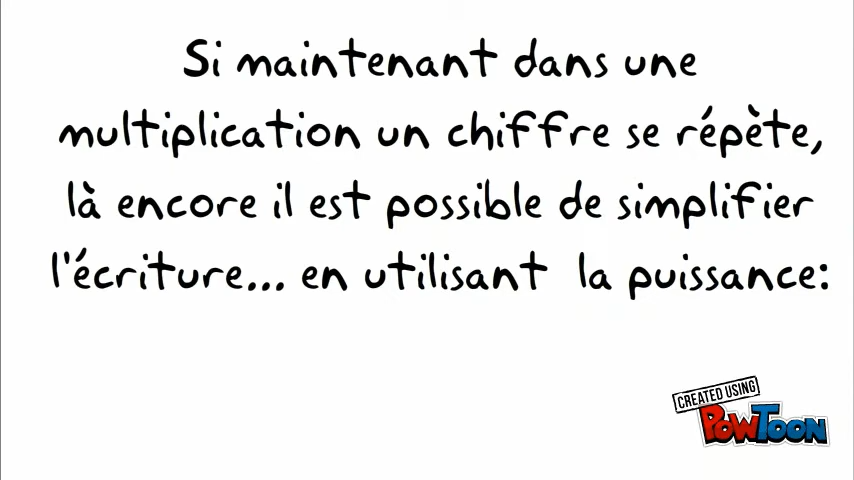 Si maintenant dans une
multiplication un chiffre se répète,
là encore il est possible de simplifier
l'écriture... en utilisant la puissance:
CREATED USING
POWTOON